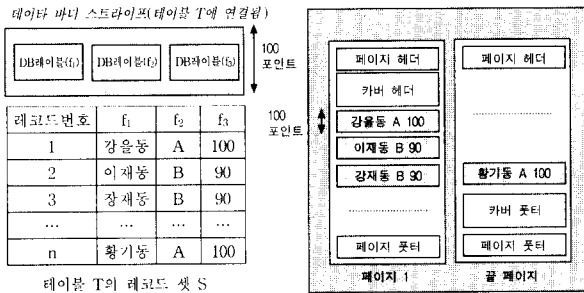 데이타 바디 스트라이프(테이블 T에 연결됨)
DB레이블(f₁) DB레이블(f₂) DB레이블(f₃)
100
포인트
레코드번호 f₁ f₂ f₃
1 강을동 A 100
2 이재동 B 90
3 장재동 B 90
... ... ... ...
n 황기동 A 100
테이블 T의 레코드 셋 S
100
포인트
페이지 헤더
카버 헤더
강을동 A 100
이재동 B 90
강재동 B 90
페이지 풋터
페이지 1
페이지 헤더
황기동 A 100
카버 풋터
페이지 풋터
끝 페이지